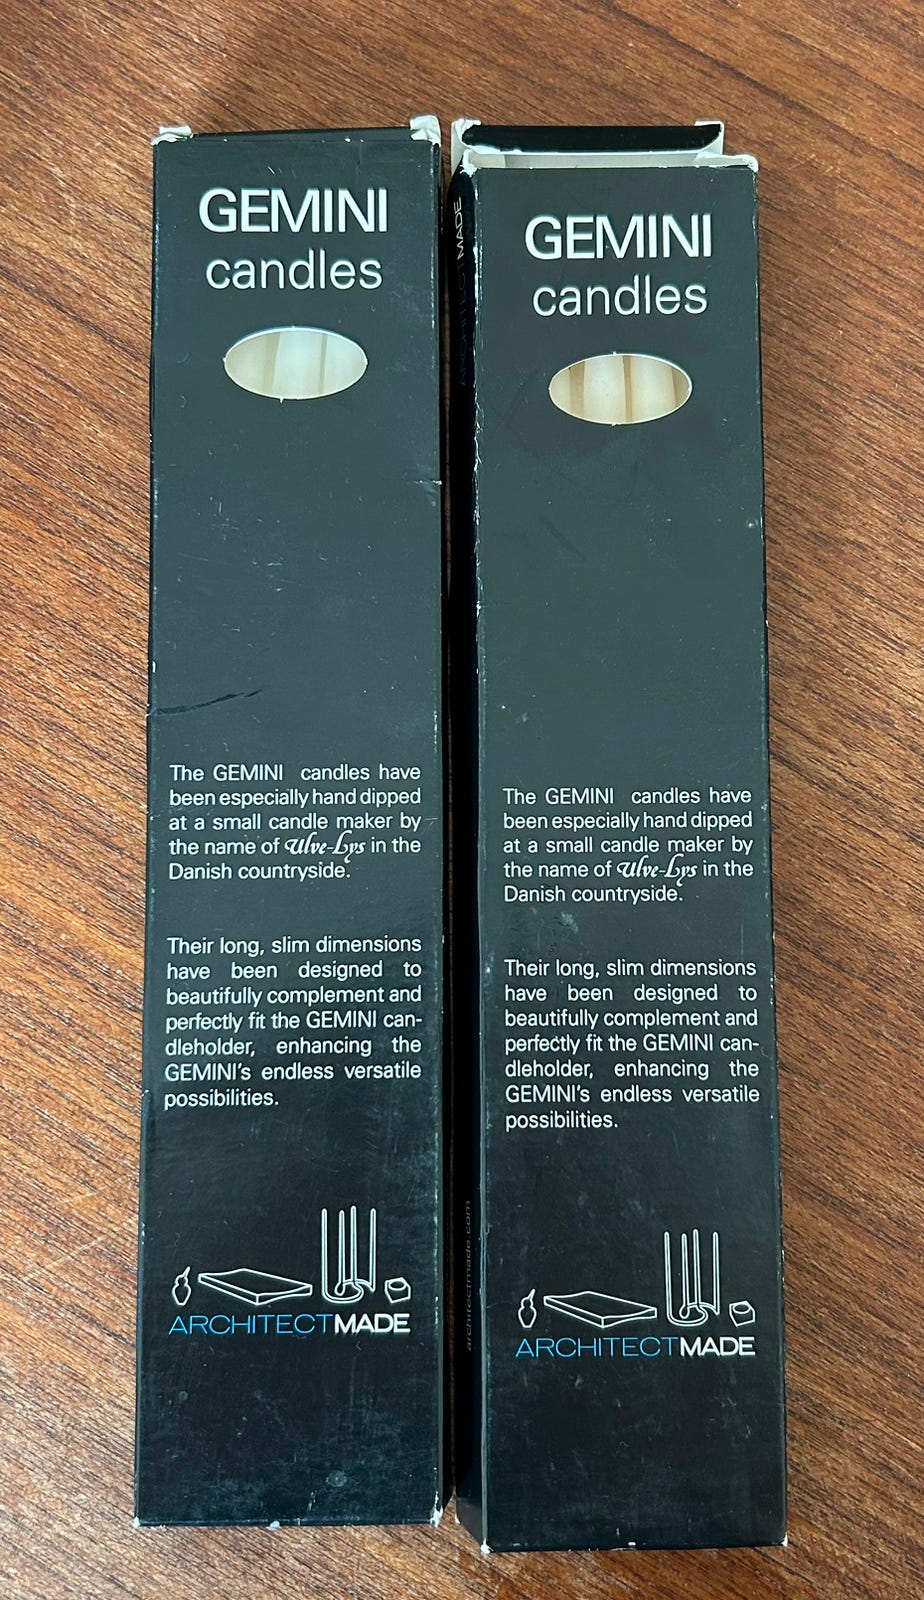 GEMINI
candles
The GEMINI candles have
been especially hand dipped
at a small candle maker by
the name of Ulve-Lys in the
Danish countryside.
Their long, slim dimensions
have been designed to
beautifully complement and
perfectly fit the GEMINI can-
dleholder, enhancing the
GEMINI's endless versatile
possibilities.
ARCHITECTMADE
ARCHITECTMADE
architectmade.com
GEMINI
candles
The GEMINI candles have
been especially hand dipped
at a small candle maker by
the name of Ulve-Lys in the
Danish countryside.
Their long, slim dimensions
have been designed to
beautifully complement and
perfectly fit the GEMINI can-
dleholder, enhancing the
GEMINI's endless versatile
possibilities.
ARCHITECTMADE